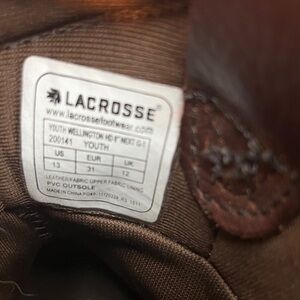 LACROSSE
www.lacrossefootwear.com
YOUTH WELLINGTON HD 8" NEXT G-1
200141 YOUTH
US EUR UK
13 31 12
LEATHER/FABRIC UPPER FABRIC LINING
PVC OUTSOLE
MADE IN CHINA